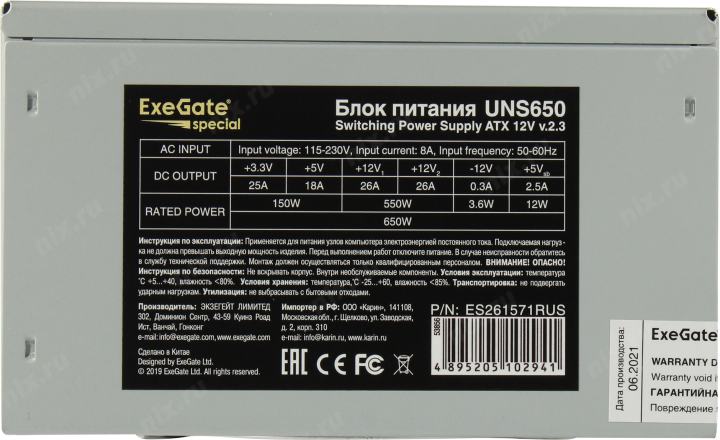 ExeGate®
special
Блок питания UNS650
Switching Power Supply ATX 12V v.2.3
AC INPUT Input voltage: 115-230V, Input current: 8A, Input frequency: 50-60Hz
DC OUTPUT +3.3V +5V +12V1 +12V2 -12V +5Vsb
25A 18A 26A 26A 0.3A 2.5A
RATED POWER 150W 550W 3.6W 12W
650W
Инструкция по эксплуатации: Применяется для питания узлов компьютера электроэнергией постоянного тока. Подключаемая нагруз-
ка не должна превышать выходную мощность изделия. Перед выполнением работ отключите питание. В случае неисправности обратитесь
в службу технической поддержки. Монтаж должен осуществляться только квалифицированным персоналом. ВНИМАНИЕ! ОПАСНО!
Инструкции по безопасности: Не вскрывать корпус. Внутри необслуживаемые компоненты. Условия эксплуатации: температура
°С +5...+40, влажность <80%. Условия хранения: температура,°С -25...+60, влажность <85%. Транспортировка: не подвергать
ударным нагрузкам. Утилизация: не выбрасывать с бытовыми отходами.
Производитель: ЭКЗЕГЕЙТ ЛИМИТЕД
302, Доминион Сентр, 43-59 Куинз Роад
Ист, Ванчай, Гонконг
e-mail: info@exegate.com, www.exegate.com
Импортер в РФ: ООО «Карин», 141108,
Московская обл., г. Щелково, ул. Заводская,
д. 2, корп. 310
e-mail: info@karin.ru, www.karin.ru
Сделано в Китае
Designed by ExeGate Ltd.
© 2019 ExeGate Ltd. All rights reserved.
EAC CE
P/N: ES261571RUS
53856
4 895205 102941
Дата производства:
06.2021
ExeGate
WARRANTY D
Warranty void i
ГАРАНТИЙНА
Повреждение
nix.ru